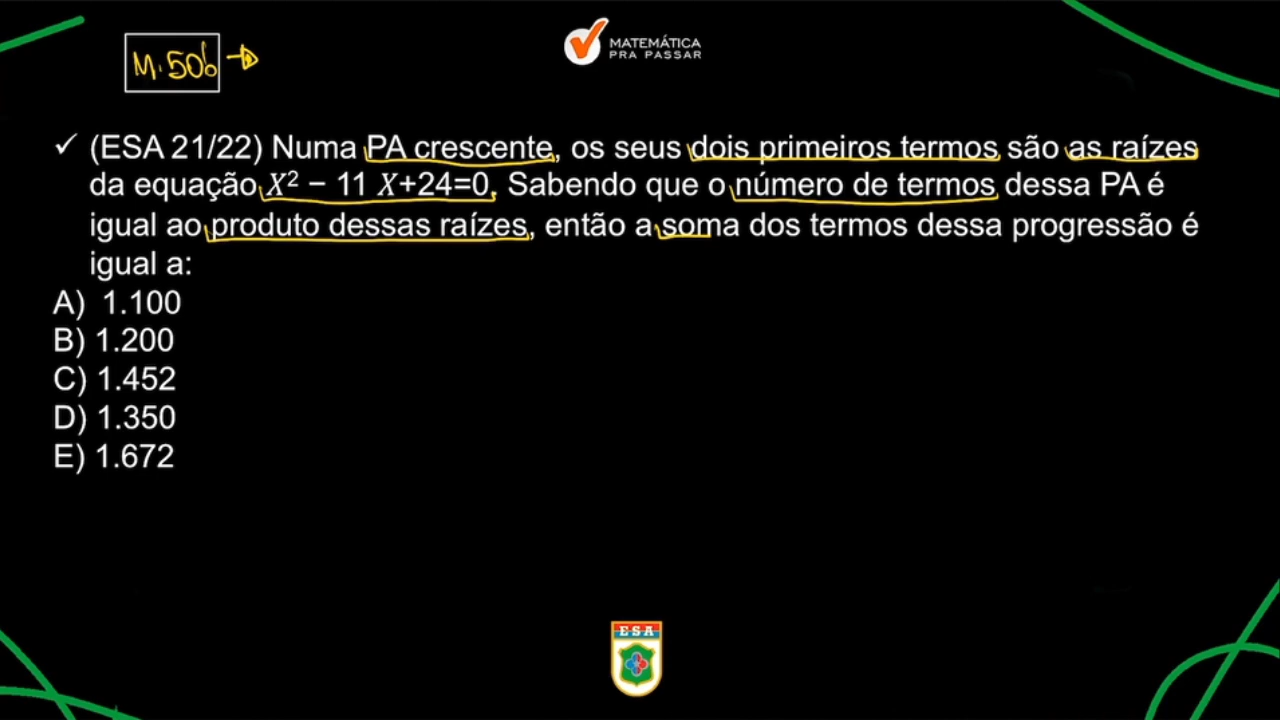 M.50%
MATEMÁTICA
PRA PASSAR
✓ (ESA 21/22) Numa PA crescente, os seus dois primeiros termos são as raízes
da equação X² − 11 X+24=0. Sabendo que o número de termos dessa PA é
igual ao produto dessas raízes, então a soma dos termos dessa progressão é
igual a:
A) 1.100
B) 1.200
C) 1.452
D) 1.350
E) 1.672
ESA